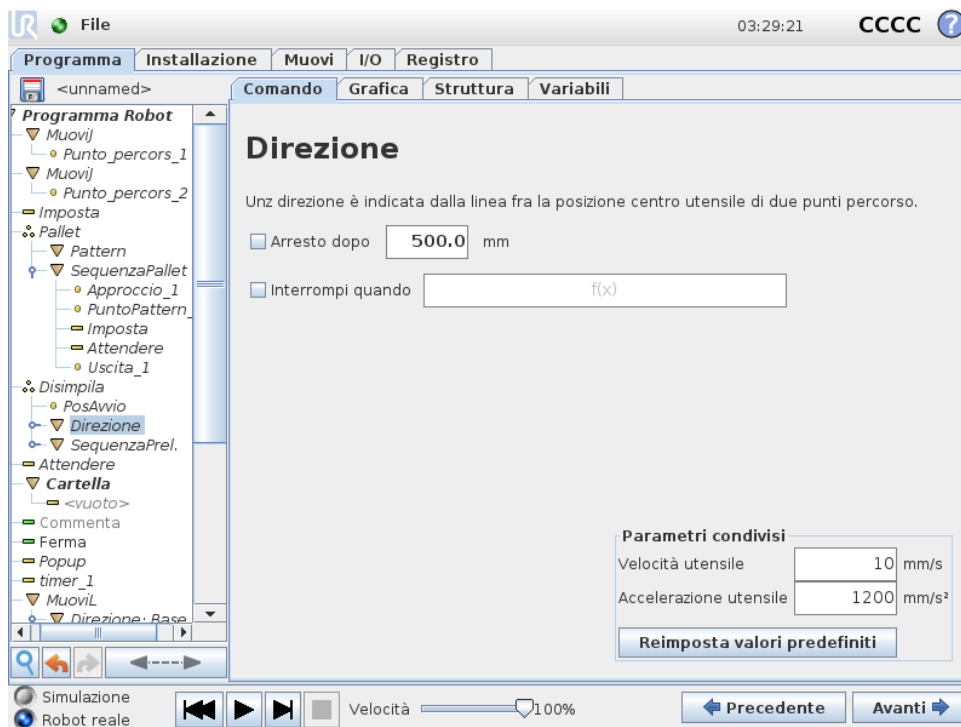 UR File 03:29:21 CCCC ?
Programma Installazione Muovi I/O Registro
<unnamed> Comando Grafica Struttura Variabili
Programma Robot
MuoviJ
Punto_percors_1
MuoviJ
Punto_percors_2
Imposta
Pallet
Pattern
SequenzaPallet
Approccio_1
PuntoPattern_
Imposta
Attendere
Uscita_1
Disimpila
PosAvvio
Direzione
SequenzaPrel.
Attendere
Cartella
<vuoto>
Commenta
Ferma
Popup
timer_1
MuoviL
Direzione: Base
Direzione
Unz direzione è indicata dalla linea fra la posizione centro utensile di due punti percorso.
Arresto dopo 500.0 mm
Interrompi quando f(x)
Parametri condivisi
Velocità utensile 10 mm/s
Accelerazione utensile 1200 mm/s²
Reimposta valori predefiniti
Simulazione
Robot reale
Velocità 100%
Precedente Avanti